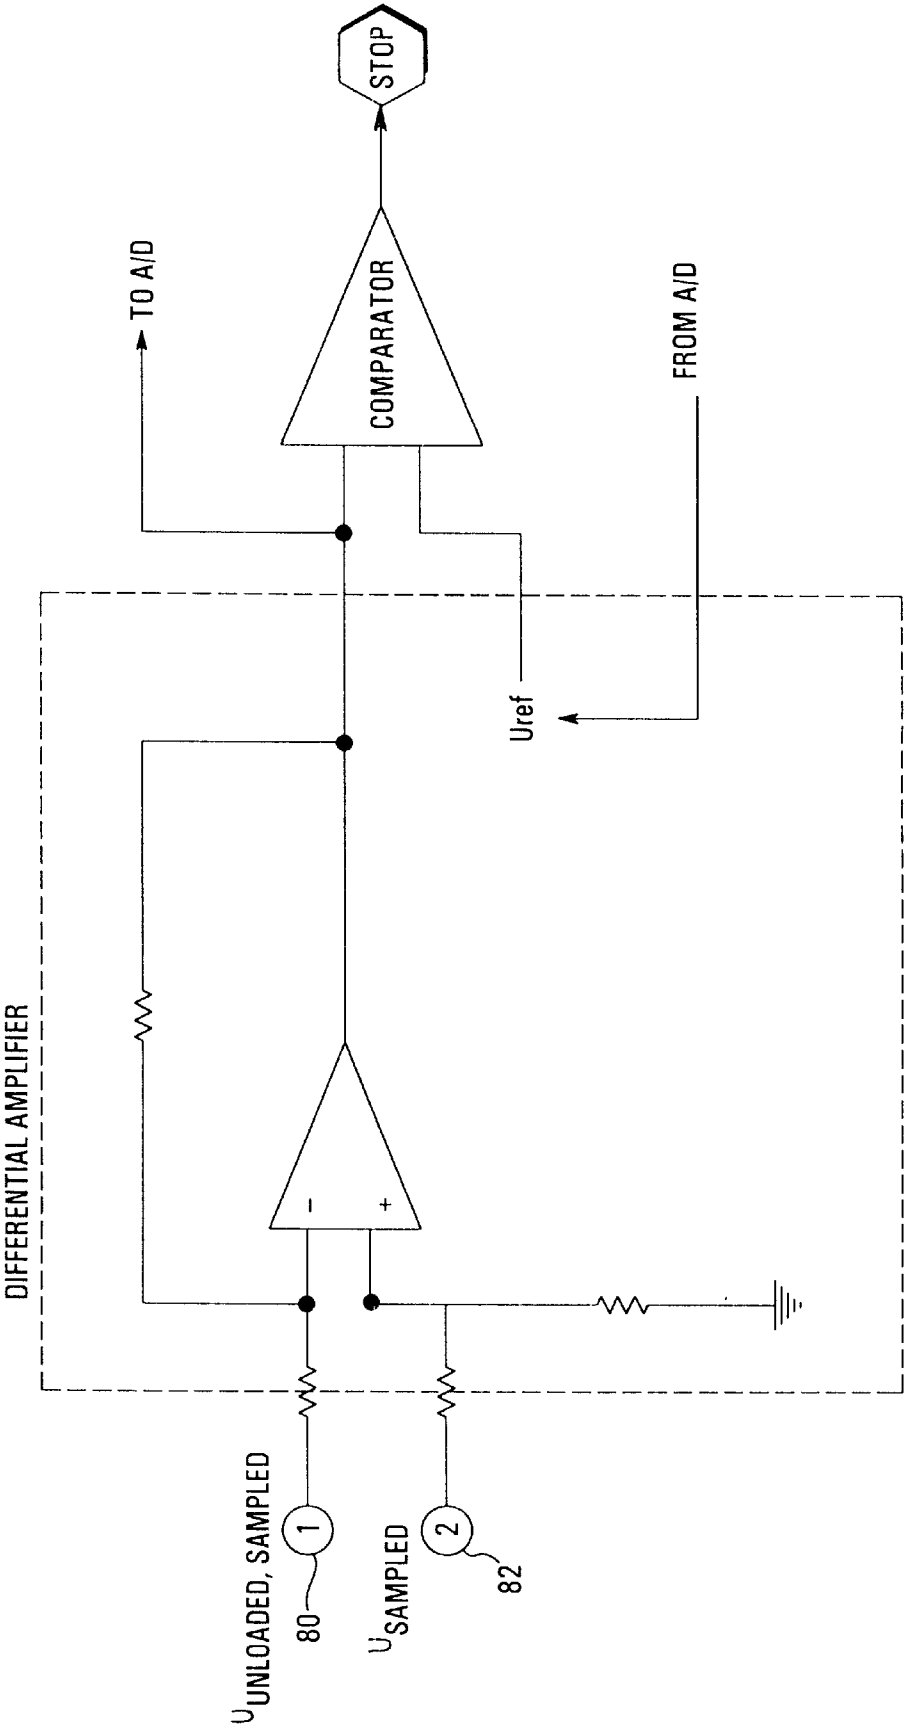 DIFFERENTIAL AMPLIFIER
TO A/D
STOP
COMPARATOR
UUNLOADED, SAMPLED
80
1
−
+
USAMPLED
2
82
Uref
FROM A/D